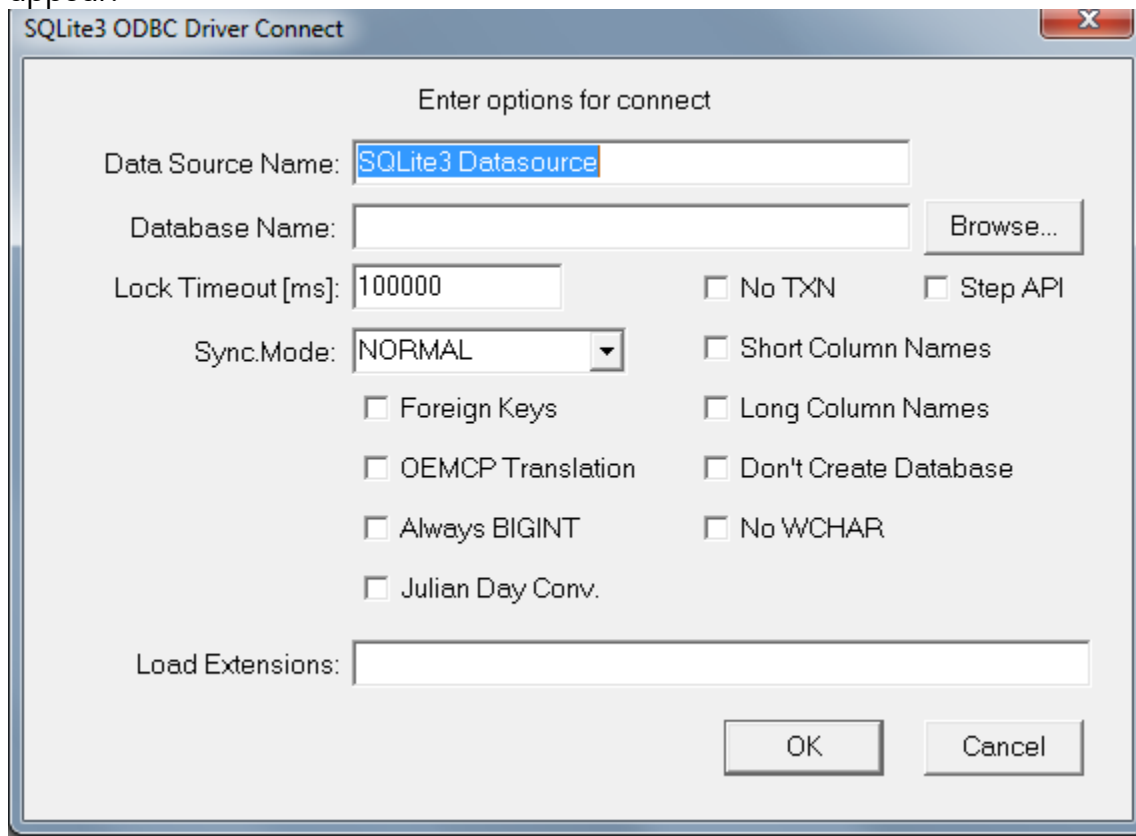 appear.
SQLite3 ODBC Driver Connect
Enter options for connect
Data Source Name: SQLite3 Datasource
Database Name: Browse...
Lock Timeout [ms]: 100000 No TXN Step API
Sync.Mode: NORMAL Short Column Names
Foreign Keys Long Column Names
OEMCP Translation Don't Create Database
Always BIGINT No WCHAR
Julian Day Conv.
Load Extensions:
OK Cancel